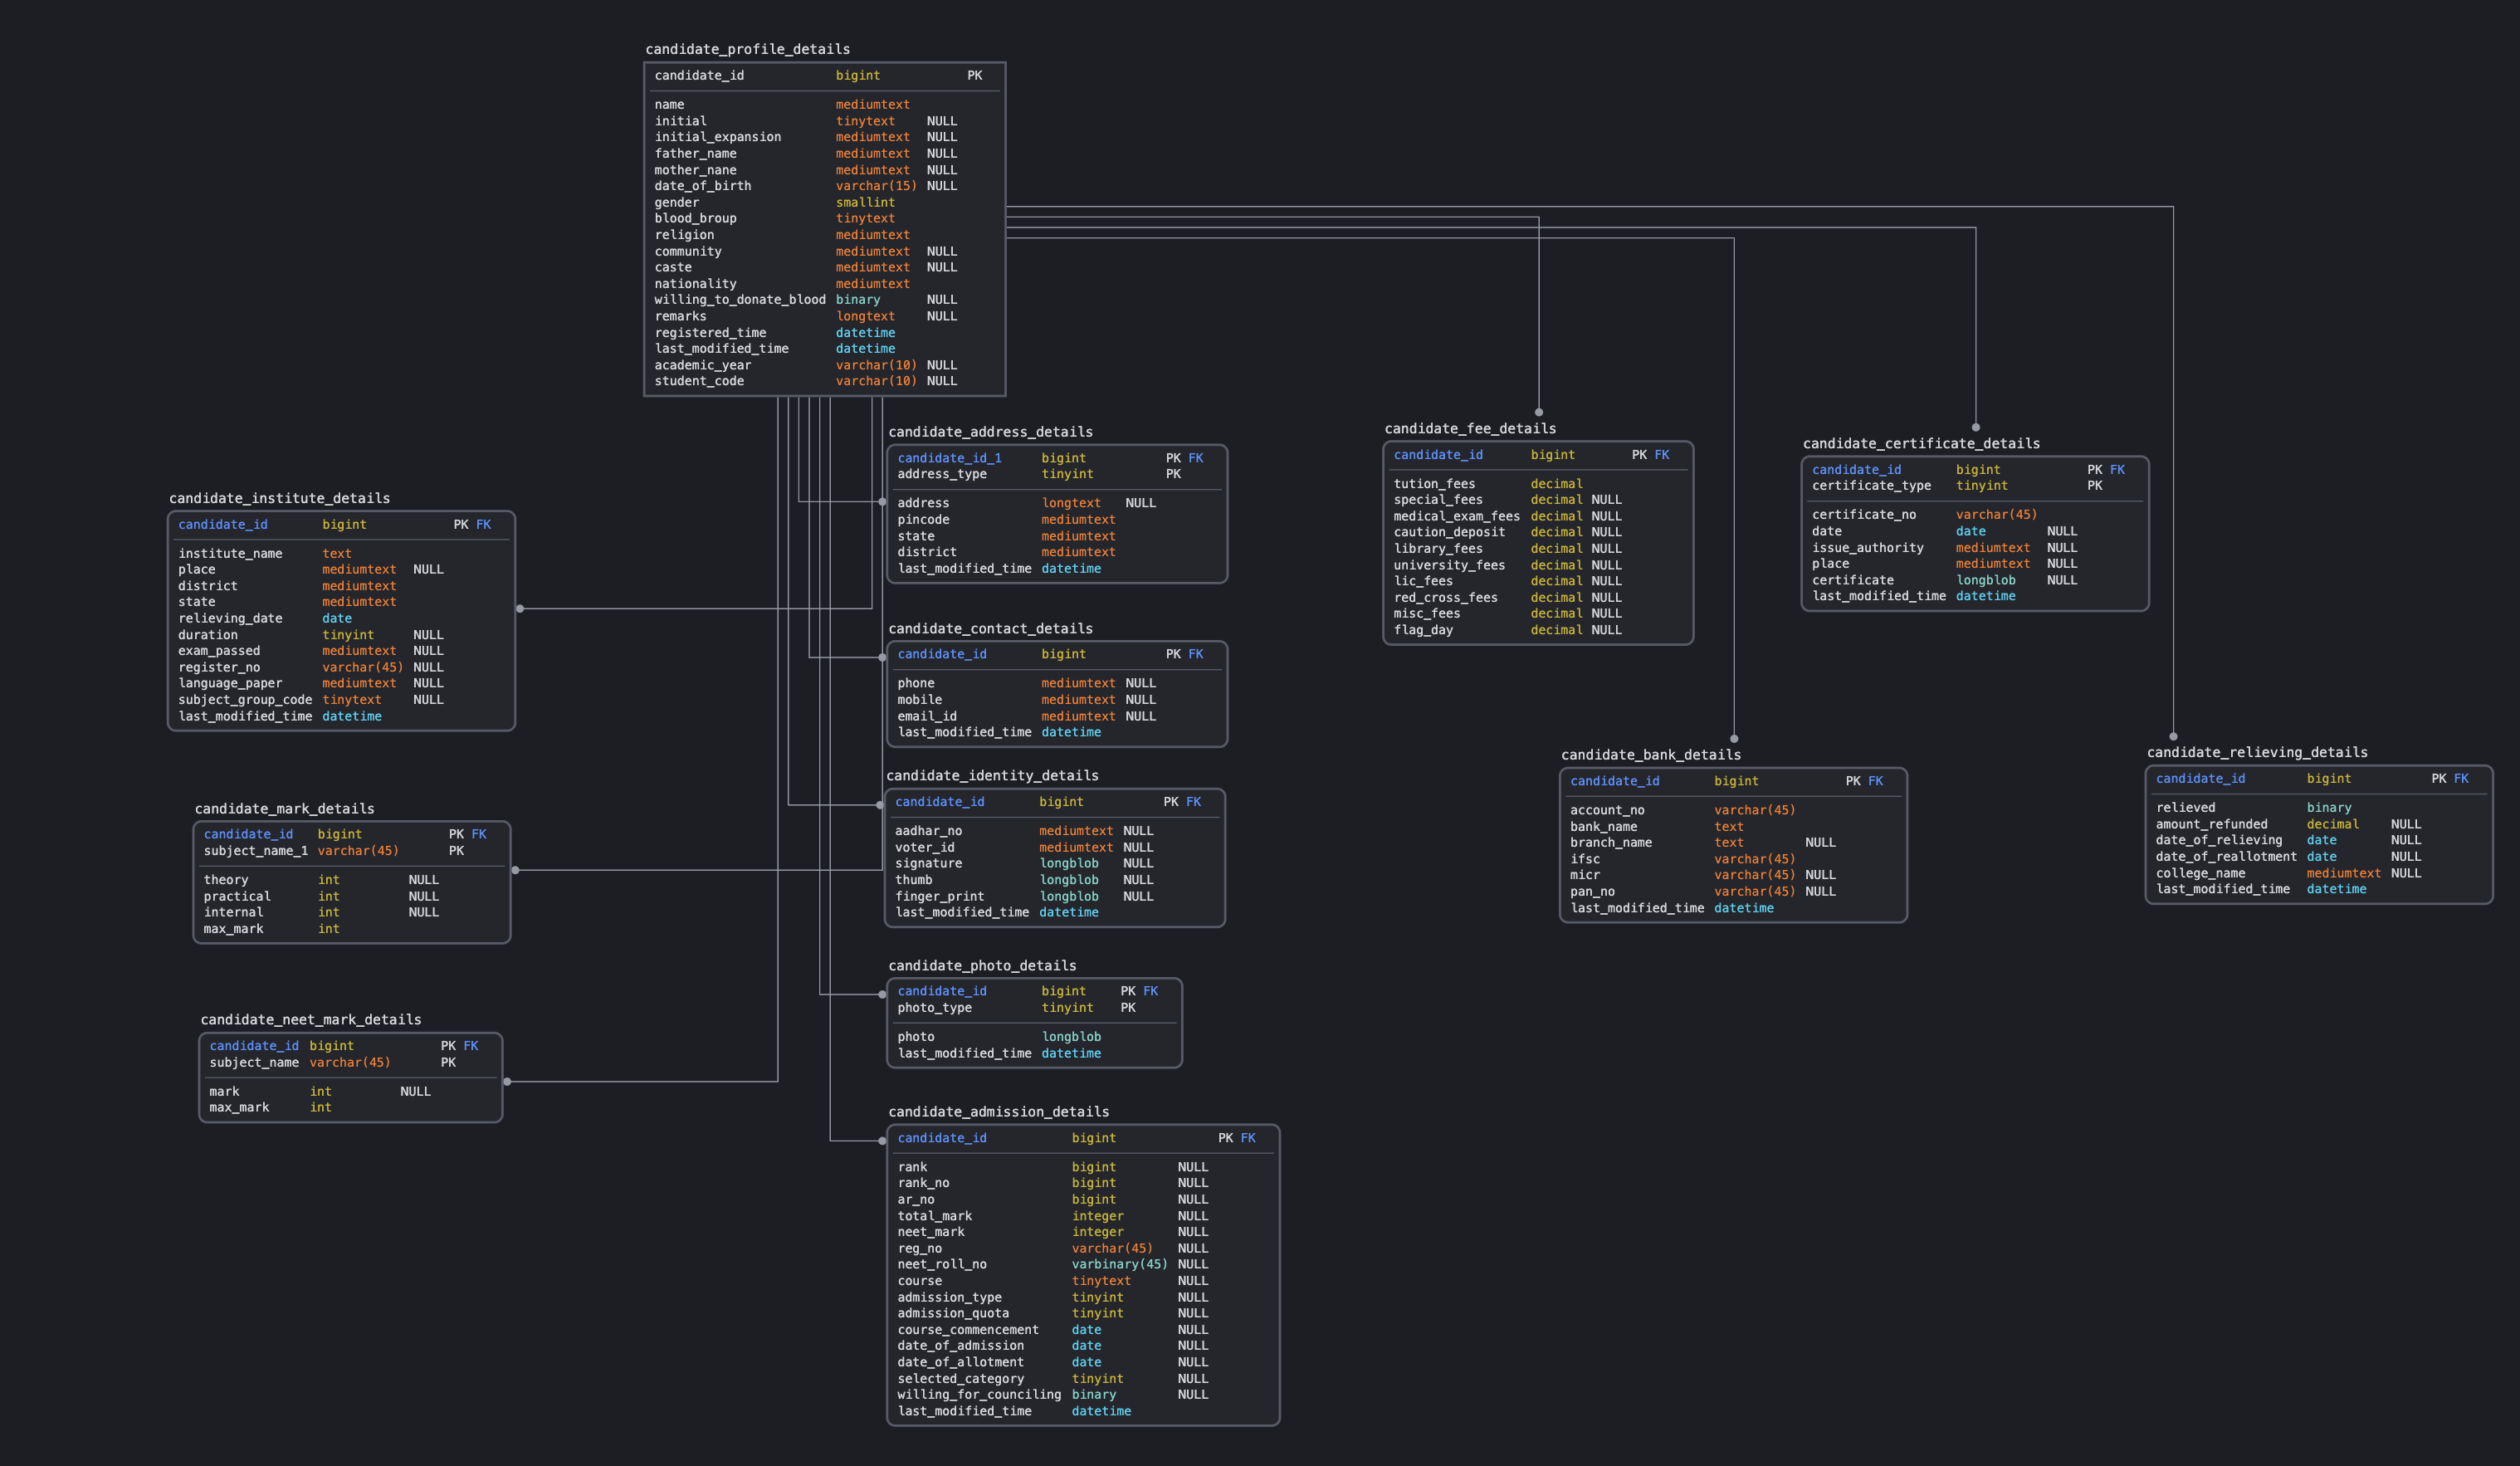 candidate_profile_details
candidate_id bigint PK
name mediumtext
initial tinytext NULL
initial_expansion mediumtext NULL
father_name mediumtext NULL
mother_nane mediumtext NULL
date_of_birth varchar(15) NULL
gender smallint
blood_broup tinytext
religion mediumtext
community mediumtext NULL
caste mediumtext NULL
nationality mediumtext
willing_to_donate_blood binary NULL
remarks longtext NULL
registered_time datetime
last_modified_time datetime
academic_year varchar(10) NULL
student_code varchar(10) NULL
candidate_address_details
candidate_id_1 bigint PK FK
address_type tinyint PK
address longtext NULL
pincode mediumtext
state mediumtext
district mediumtext
last_modified_time datetime
candidate_fee_details
candidate_id bigint PK FK
tution_fees decimal
special_fees decimal NULL
medical_exam_fees decimal NULL
caution_deposit decimal NULL
library_fees decimal NULL
university_fees decimal NULL
lic_fees decimal NULL
red_cross_fees decimal NULL
misc_fees decimal NULL
flag_day decimal NULL
candidate_certificate_details
candidate_id bigint PK FK
certificate_type tinyint PK
certificate_no varchar(45)
date date NULL
issue_authority mediumtext NULL
place mediumtext NULL
certificate longblob NULL
last_modified_time datetime
candidate_institute_details
candidate_id bigint PK FK
institute_name text
place mediumtext NULL
district mediumtext
state mediumtext
relieving_date date
duration tinyint NULL
exam_passed mediumtext NULL
register_no varchar(45) NULL
language_paper mediumtext NULL
subject_group_code tinytext NULL
last_modified_time datetime
candidate_contact_details
candidate_id bigint PK FK
phone mediumtext NULL
mobile mediumtext NULL
email_id mediumtext NULL
last_modified_time datetime
candidate_identity_details
candidate_id bigint PK FK
aadhar_no mediumtext NULL
voter_id mediumtext NULL
signature longblob NULL
thumb longblob NULL
finger_print longblob NULL
last_modified_time datetime
candidate_bank_details
candidate_id bigint PK FK
account_no varchar(45)
bank_name text
branch_name text NULL
ifsc varchar(45)
micr varchar(45) NULL
pan_no varchar(45) NULL
last_modified_time datetime
candidate_relieving_details
candidate_id bigint PK FK
relieved binary
amount_refunded decimal NULL
date_of_relieving date NULL
date_of_reallotment date NULL
college_name mediumtext NULL
last_modified_time datetime
candidate_mark_details
candidate_id bigint PK FK
subject_name_1 varchar(45) PK
theory int NULL
practical int NULL
internal int NULL
max_mark int
candidate_photo_details
candidate_id bigint PK FK
photo_type tinyint PK
photo longblob
last_modified_time datetime
candidate_neet_mark_details
candidate_id bigint PK FK
subject_name varchar(45) PK
mark int NULL
max_mark int
candidate_admission_details
candidate_id bigint PK FK
rank bigint NULL
rank_no bigint NULL
ar_no bigint NULL
total_mark integer NULL
neet_mark integer NULL
reg_no varchar(45) NULL
neet_roll_no varbinary(45) NULL
course tinytext NULL
admission_type tinyint NULL
admission_quota tinyint NULL
course_commencement date NULL
date_of_admission date NULL
date_of_allotment date NULL
selected_category tinyint NULL
willing_for_counciling binary NULL
last_modified_time datetime